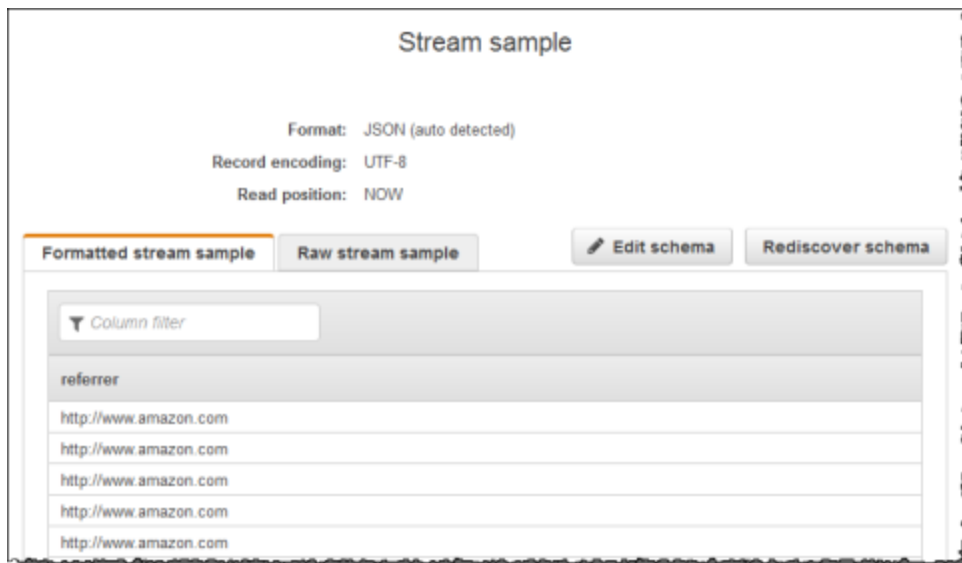 Stream sample
Format: JSON (auto detected)
Record encoding: UTF-8
Read position: NOW
Formatted stream sample Raw stream sample Edit schema Rediscover schema
Column filter
referrer
http://www.amazon.com
http://www.amazon.com
http://www.amazon.com
http://www.amazon.com
http://www.amazon.com